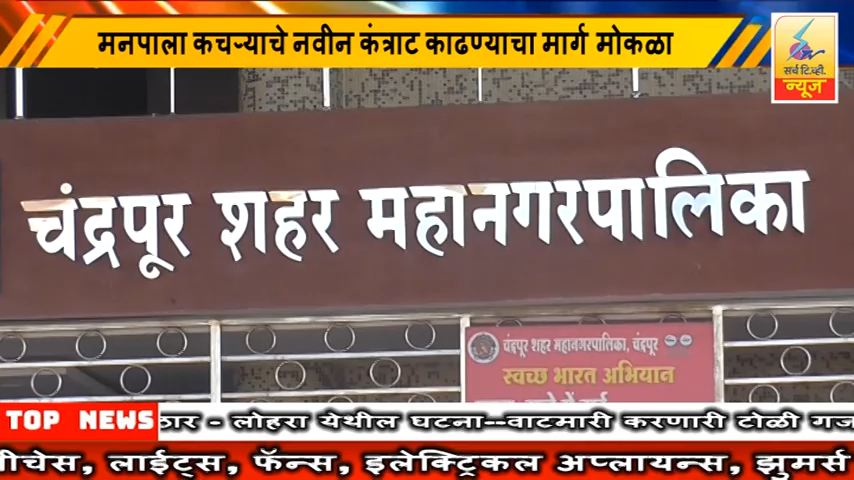 मनपाला कचऱ्याचे नवीन कंत्राट काढण्याचा मार्ग मोकळा
सर्च टि.व्ही.
न्यूज
चंद्रपूर शहर महानगरपालिका
चंद्रपूर शहर महानगरपालिका, चंद्रपूर
स्वच्छ भारत अभियान
TOP NEWS ठार - लोहरा येथील घटना--वाटमारी करणारी टोळी गज
ीचेस, लाईट्स, फॅन्स, इलेक्ट्रिकल अप्लायन्स, झुमर्स